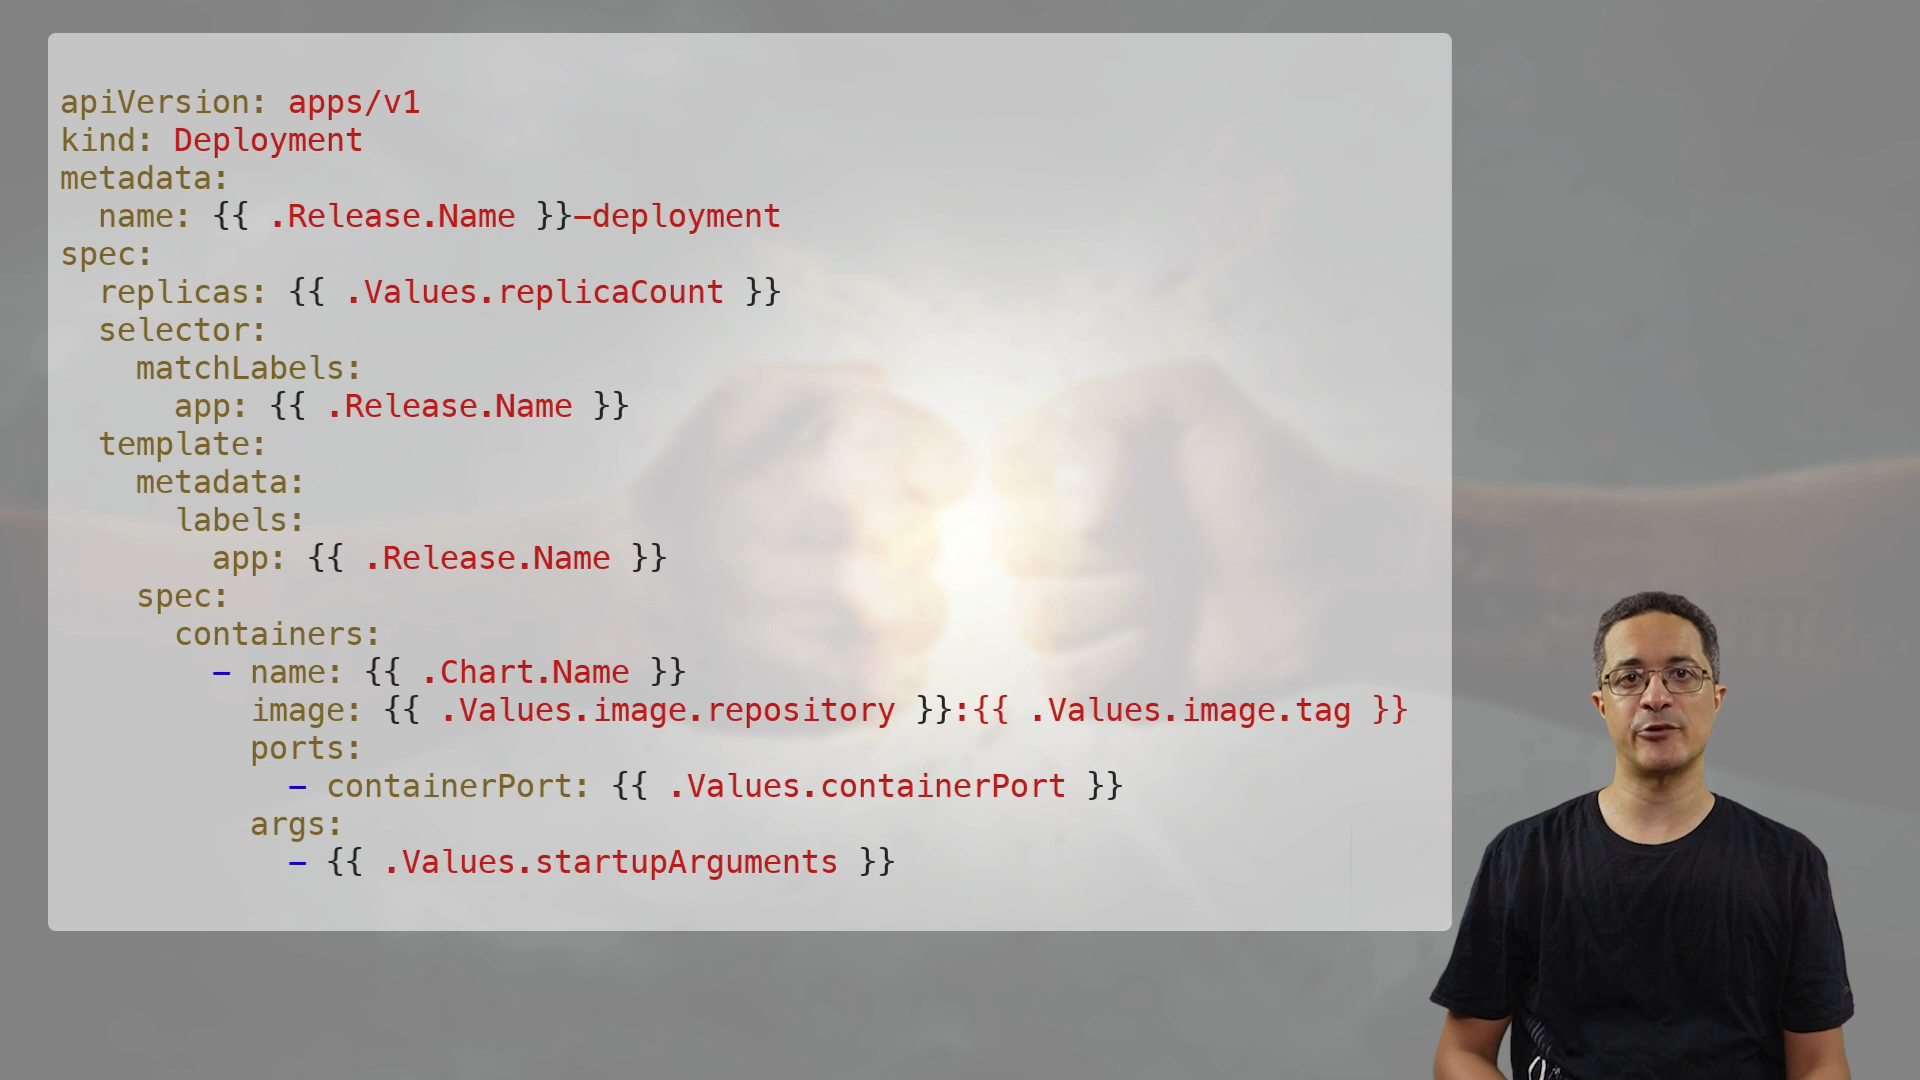 apiVersion: apps/v1
kind: Deployment
metadata:
  name: {{ .Release.Name }}-deployment
spec:
  replicas: {{ .Values.replicaCount }}
  selector:
    matchLabels:
      app: {{ .Release.Name }}
  template:
    metadata:
      labels:
        app: {{ .Release.Name }}
    spec:
      containers:
        - name: {{ .Chart.Name }}
          image: {{ .Values.image.repository }}:{{ .Values.image.tag }}
          ports:
            - containerPort: {{ .Values.containerPort }}
          args:
            - {{ .Values.startupArguments }}